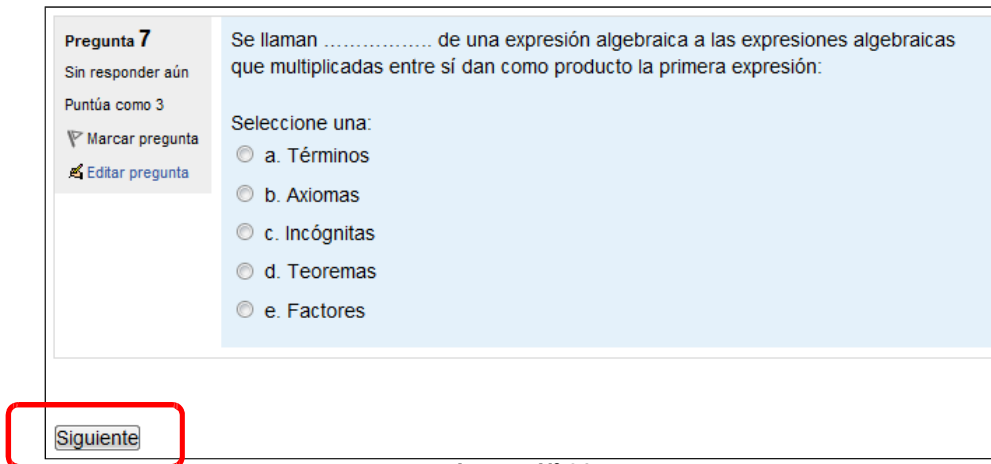 Pregunta 7
Sin responder aún
Puntúa como 3
Marcar pregunta
Editar pregunta
Se llaman ................. de una expresión algebraica a las expresiones algebraicas
que multiplicadas entre sí dan como producto la primera expresión:
Seleccione una:
a. Términos
b. Axiomas
c. Incógnitas
d. Teoremas
e. Factores
Siguiente